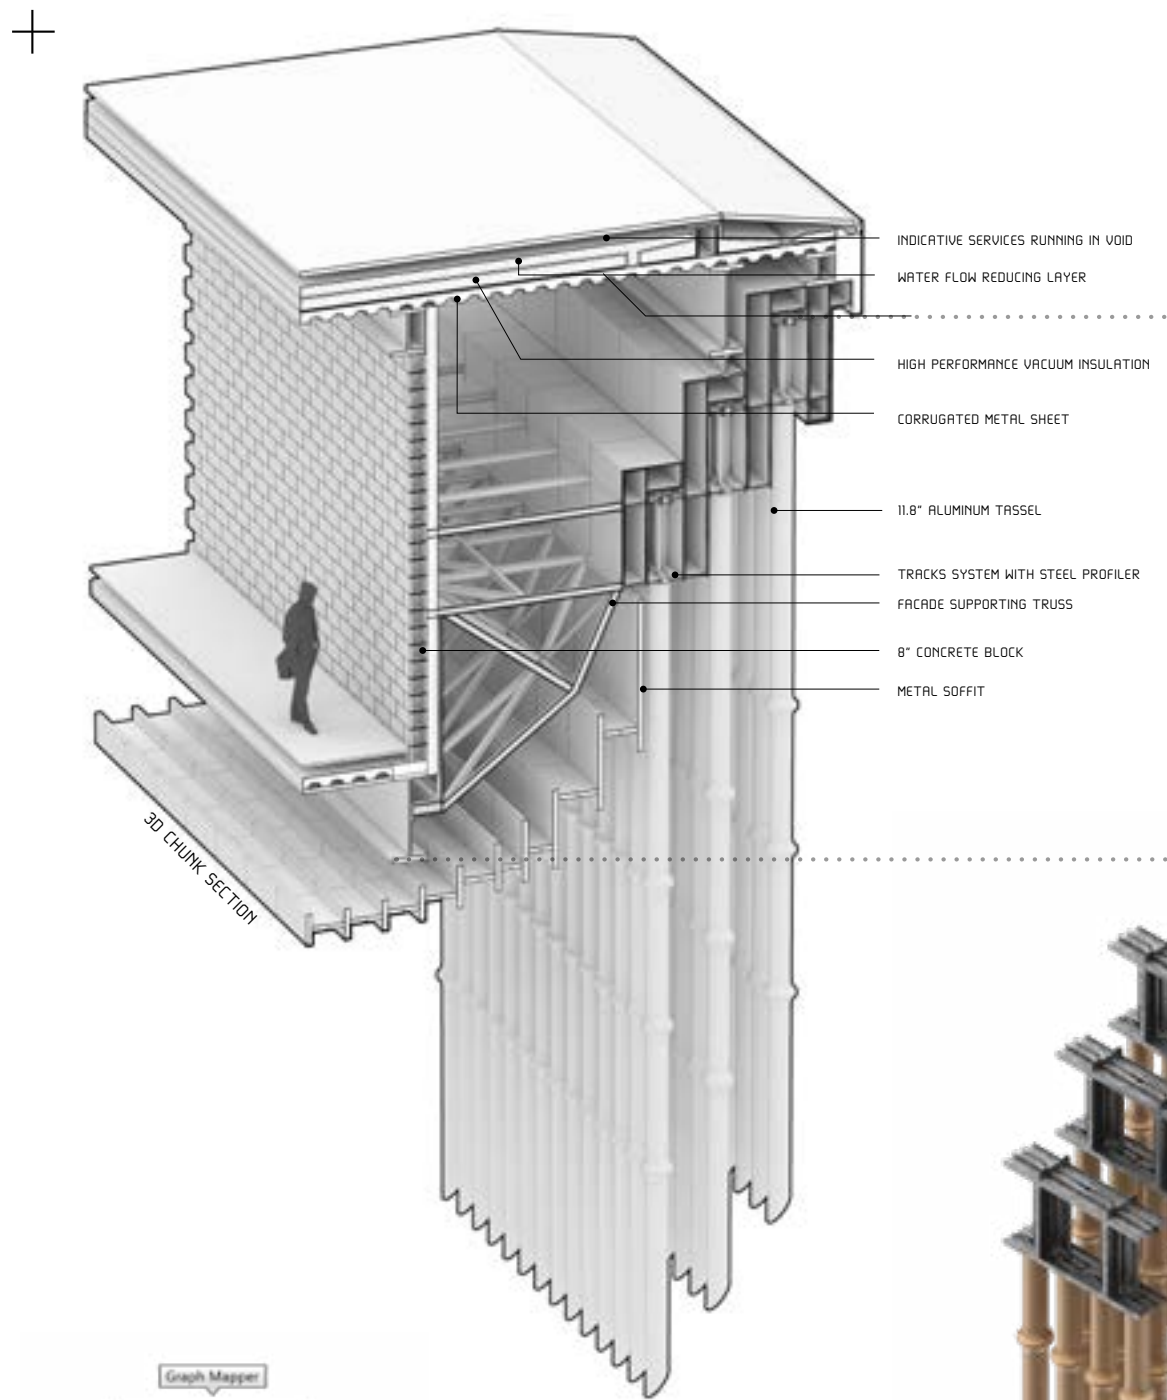 INDICATIVE SERVICES RUNNING IN VOID
WATER FLOW REDUCING LAYER
HIGH PERFORMANCE VACUUM INSULATION
CORRUGATED METAL SHEET
11.8" ALUMINUM TASSEL
TRACKS SYSTEM WITH STEEL PROFILER
FACADE SUPPORTING TRUSS
8" CONCRETE BLOCK
METAL SOFFIT
3D CHUNK SECTION
Graph Mapper